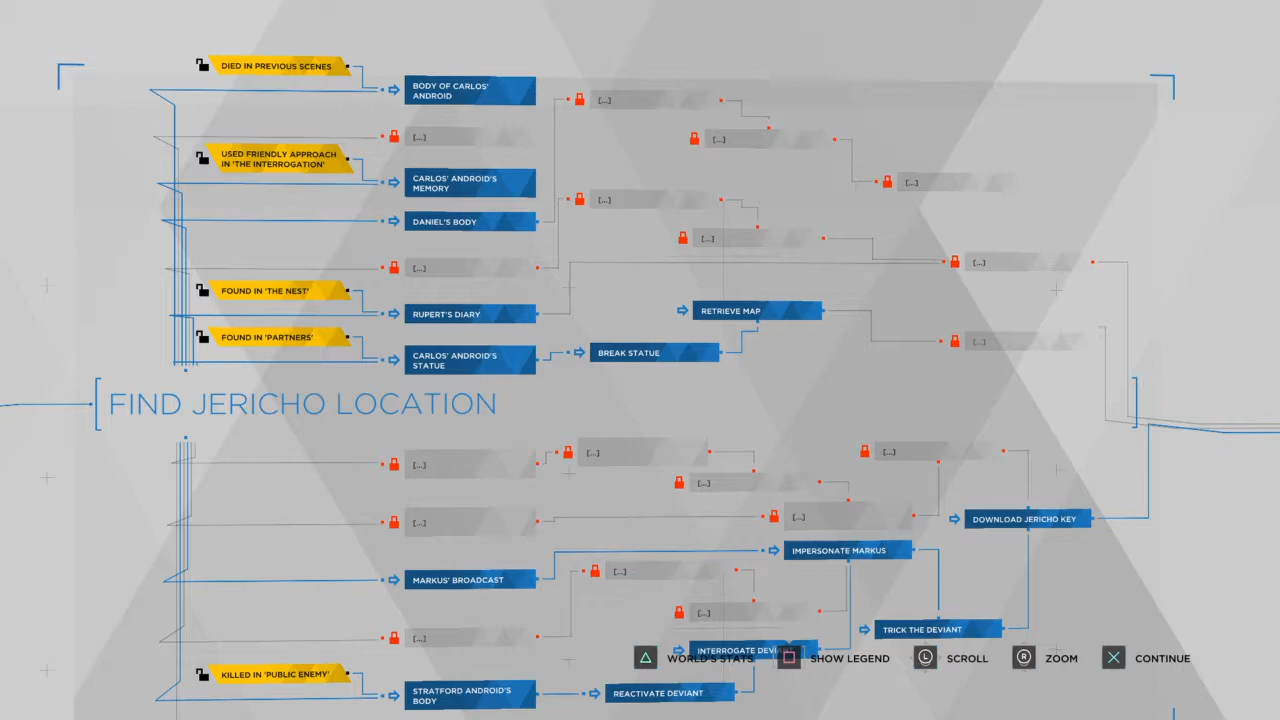 DIED IN PREVIOUS SCENES
BODY OF CARLOS'
ANDROID
[...]
[...]
[...]
USED FRIENDLY APPROACH
IN 'THE INTERROGATION'
CARLOS' ANDROID'S
MEMORY
[...]
[...]
DANIEL'S BODY
[...]
[...]
[...]
FOUND IN 'THE NEST'
RUPERT'S DIARY
RETRIEVE MAP
FOUND IN 'PARTNERS'
[...]
CARLOS' ANDROID'S
STATUE
BREAK STATUE
FIND JERICHO LOCATION
[...]
[...]
[...]
[...]
[...]
[...]
DOWNLOAD JERICHO KEY
IMPERSONATE MARKUS
MARKUS' BROADCAST
[...]
[...]
TRICK THE DEVIANT
[...]
INTERROGATE DEVIANT
WORLD'S STATS
SHOW LEGEND
L
SCROLL
R
ZOOM
CONTINUE
KILLED IN 'PUBLIC ENEMY'
STRATFORD ANDROID'S
BODY
REACTIVATE DEVIANT